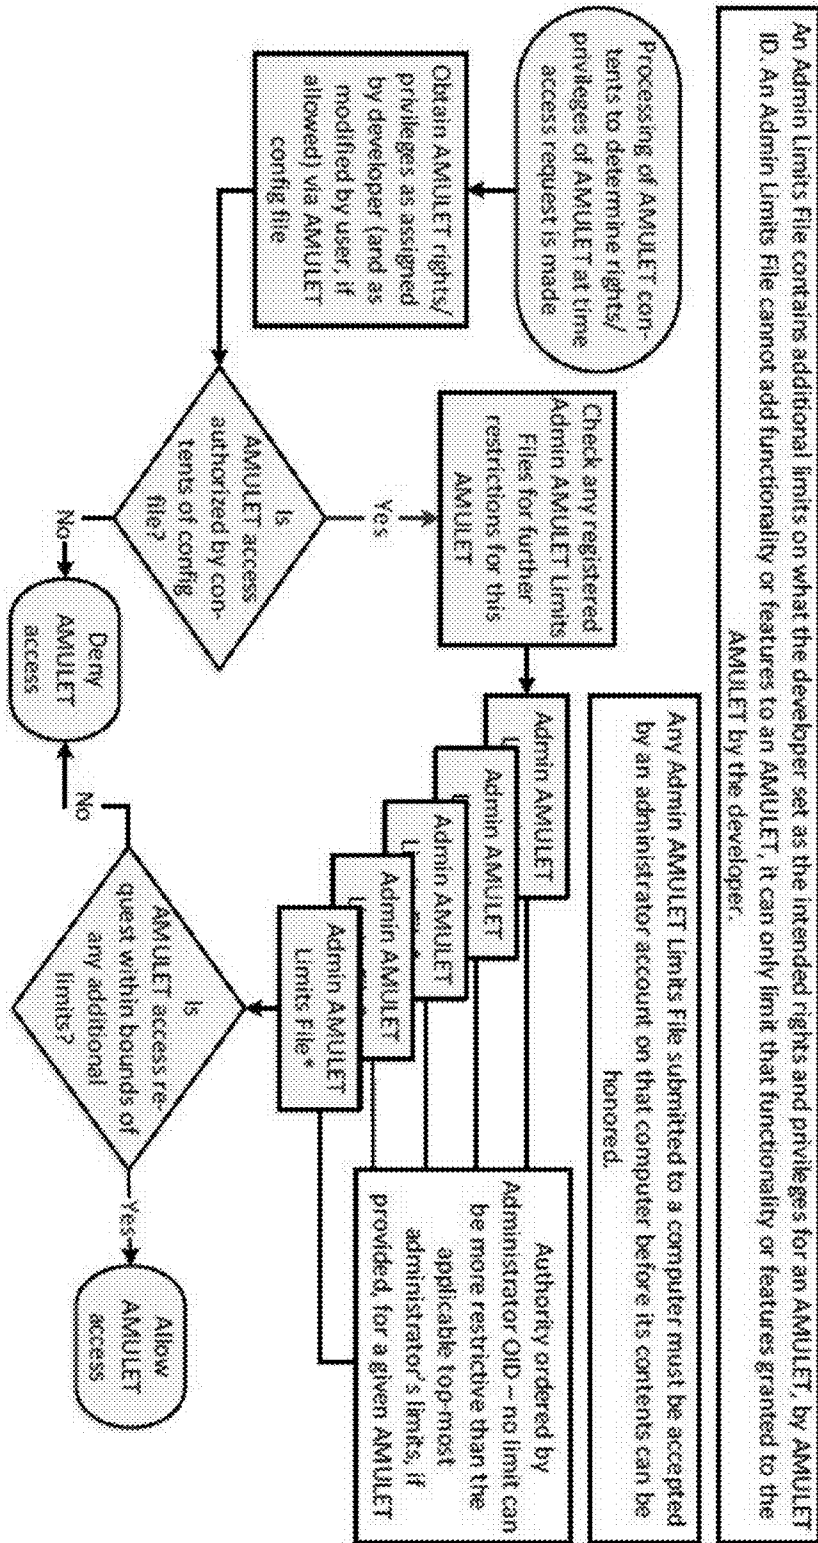 An Admin Limits File contains additional limits on what the developer set as the intended rights and privileges for an AMULET, by AMULET
ID. An Admin Limits File cannot add functionality or features to an AMULET, it can only limit that functionality or features granted to the
AMULET by the developer.
Processing of AMULET con-
tents to determine rights/
privileges of AMULET at time
access request is made
Obtain AMULET rights/
privileges as assigned
by developer (and as
modified by user, if
allowed) via AMULET
config file
Is
AMULET access
authorized by con-
tents of config
file?
No
Deny
AMULET
access
Yes
Check any registered
Admin AMULET Limits
Files for further
restrictions for this
AMULET
Any Admin AMULET Limits File submitted to a computer must be accepted
by an administrator account on that computer before its contents can be
honored.
Admin AMULET
Admin AMULET
Admin AMULET
Admin AMULET
Admin AMULET
Limits File*
Authority ordered by
Administrator OID – no limit can
be more restrictive than the
applicable top-most
administrator's limits, if
provided, for a given AMULET
Is
AMULET access re-
quest within bounds of
any additional
limits?
No
Yes
Allow
AMULET
access